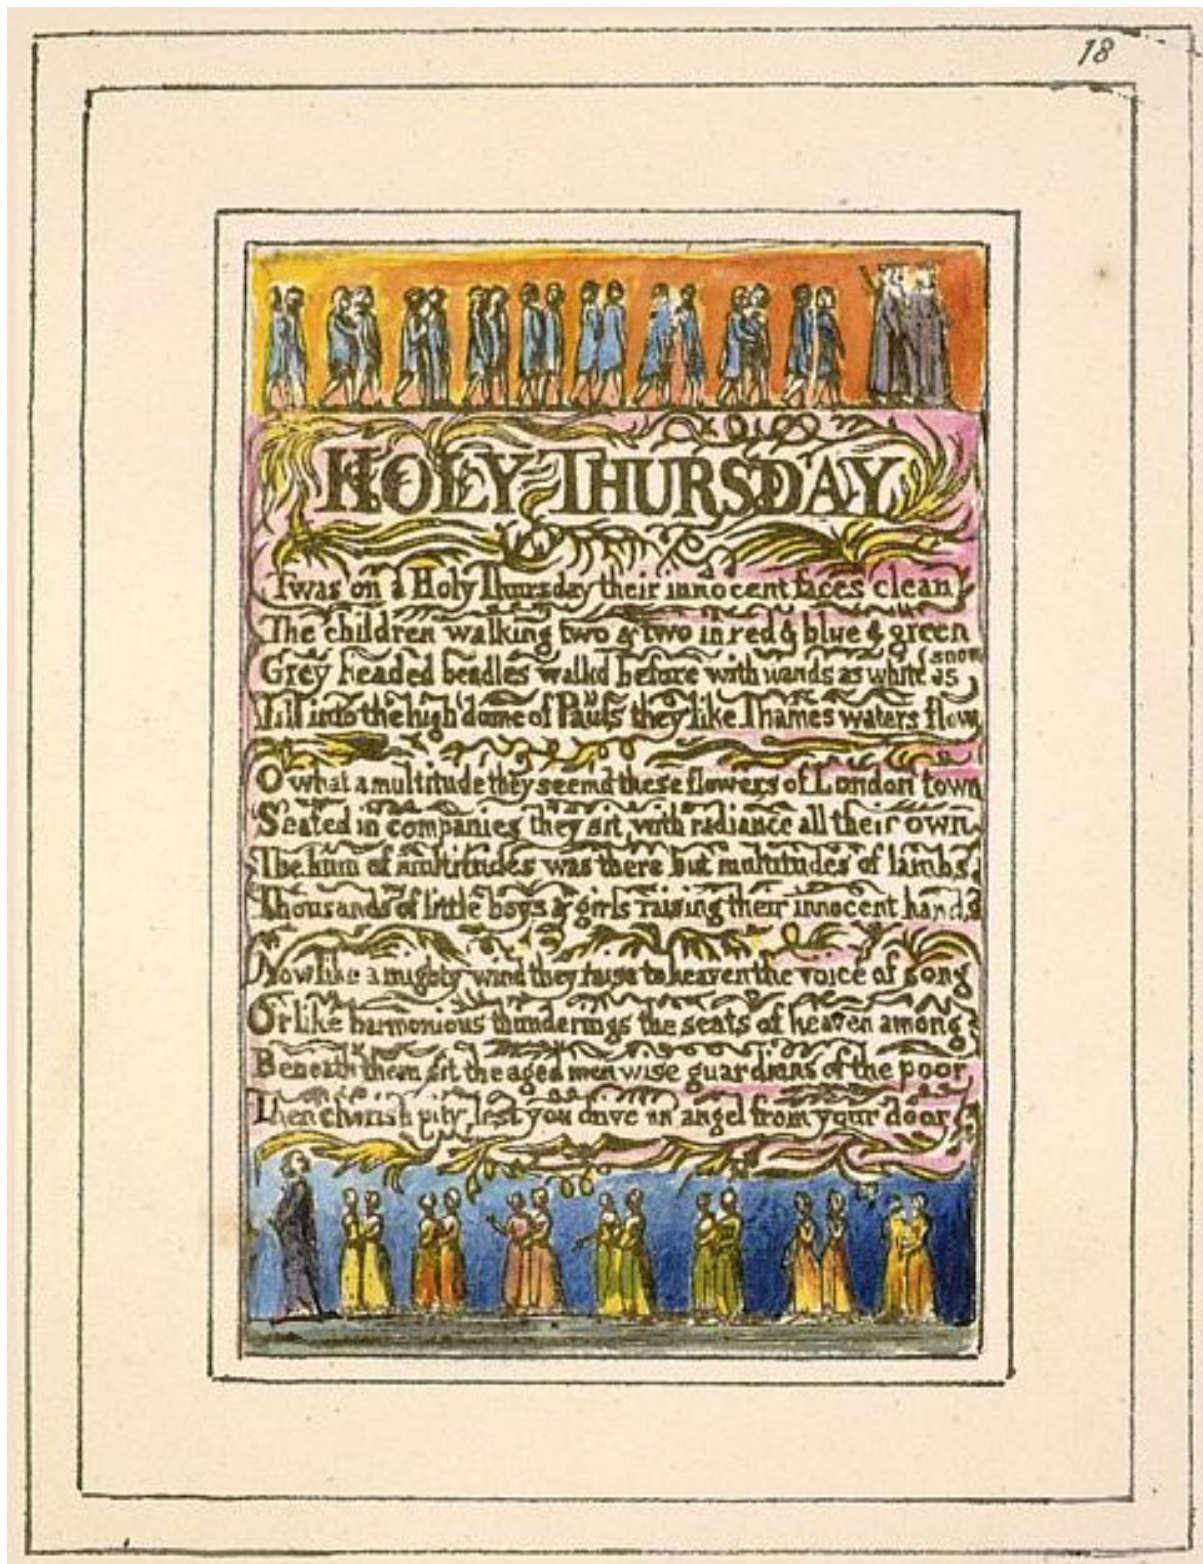 18
HOLY THURSDAY
Twas on a Holy Thursday their innocent faces clean
The children walking two & two in red & blue & green
Grey headed beadles walkd before with wands as white as snow
Till into the high dome of Pauls they like Thames waters flow
O what a multitude they seemd these flowers of London town
Seated in companies they sit with radiance all their own
The hum of multitudes was there but multitudes of lambs
Thousands of little boys & girls raising their innocent hands
Now like a mighty wind they raise to heaven the voice of song
Or like harmonious thunderings the seats of heaven among
Beneath them sit the aged men wise guardians of the poor
Then cherish pity, lest you drive an angel from your door